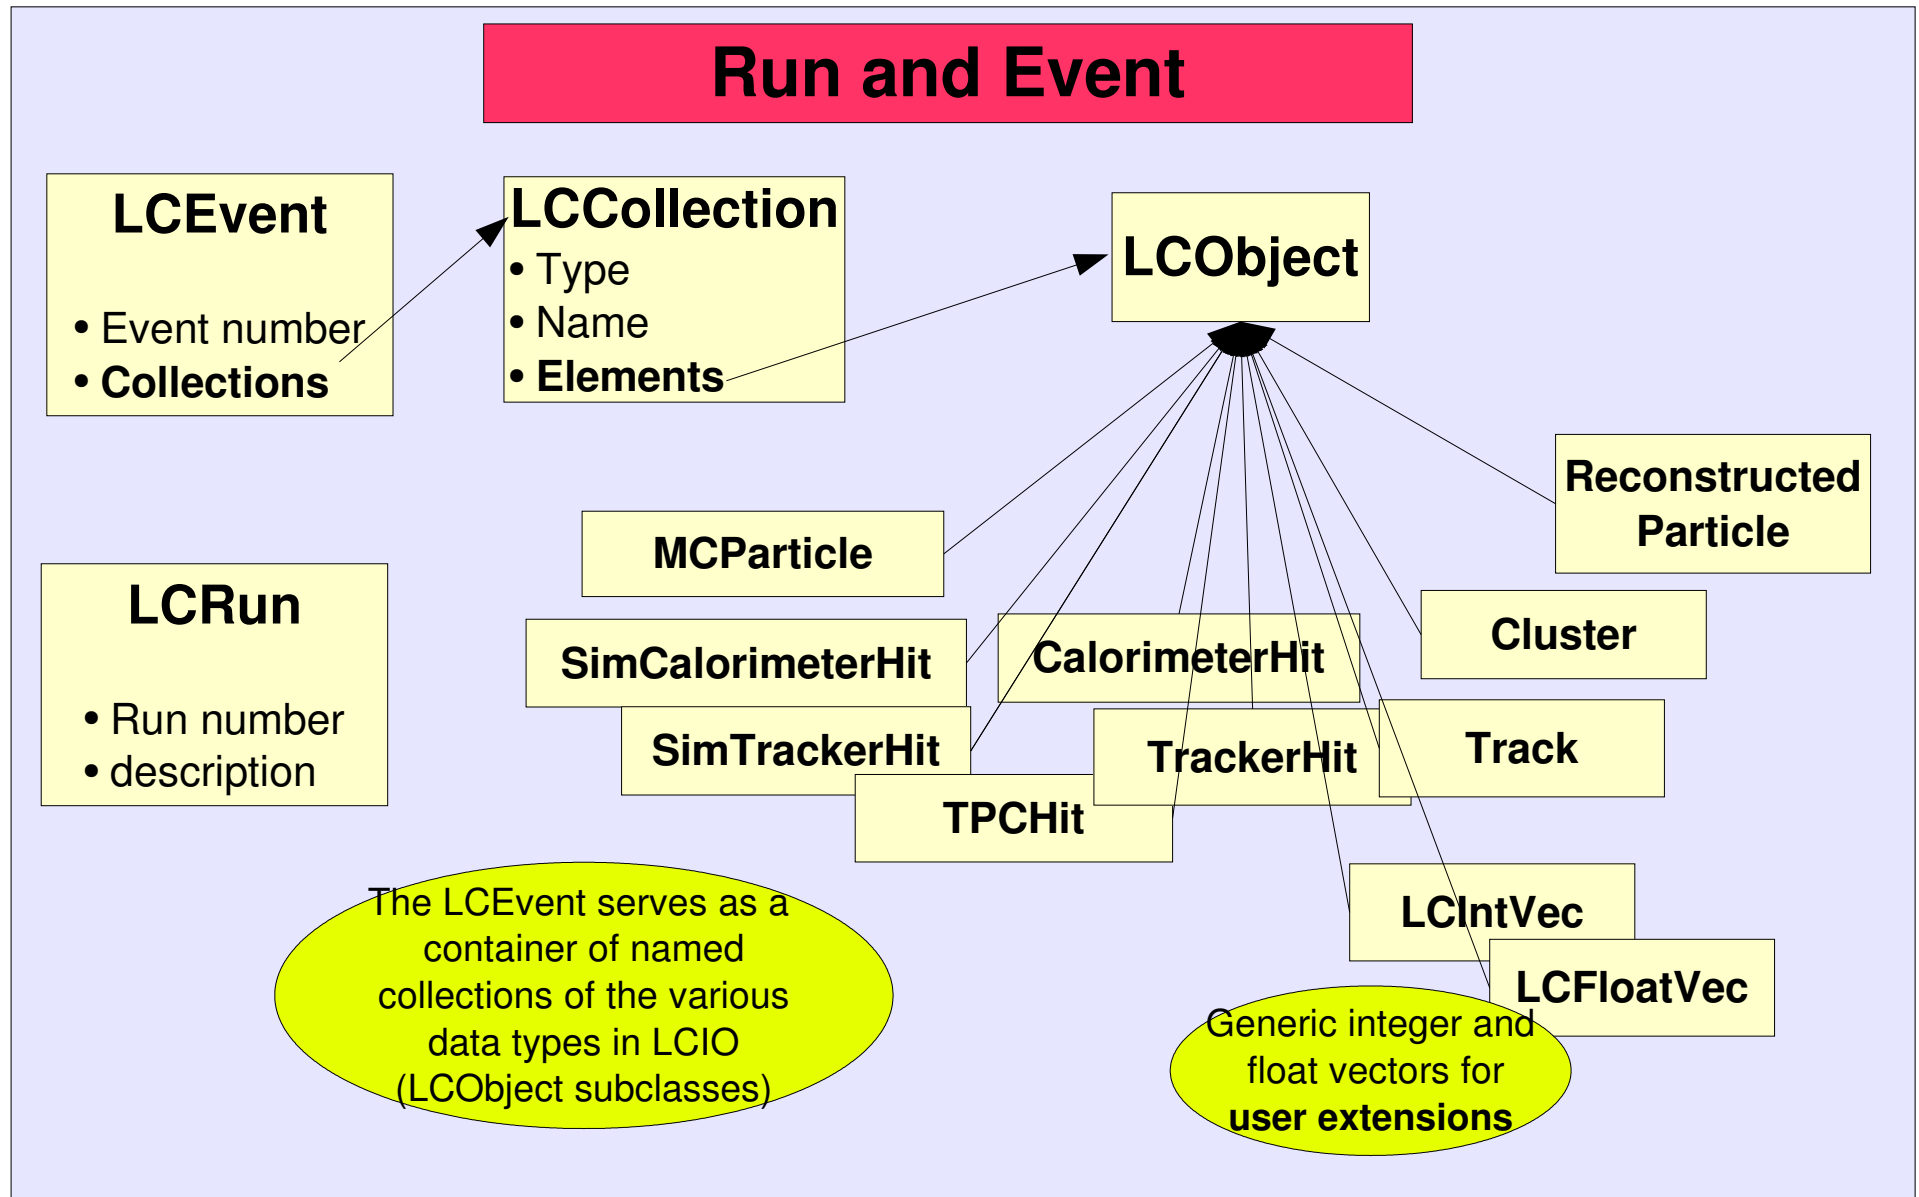 Run and Event
LCEvent
• Event number
• Collections
LCCollection
• Type
• Name
• Elements
LCObject
Reconstructed
Particle
MCParticle
LCRun
• Run number
• description
Cluster
SimCalorimeterHit
CalorimeterHit
SimTrackerHit
TrackerHit
Track
TPCHit
LCIntVec
LCFloatVec
The LCEvent serves as a
container of named
collections of the various
data types in LCIO
(LCObject subclasses)
Generic integer and
float vectors for
user extensions